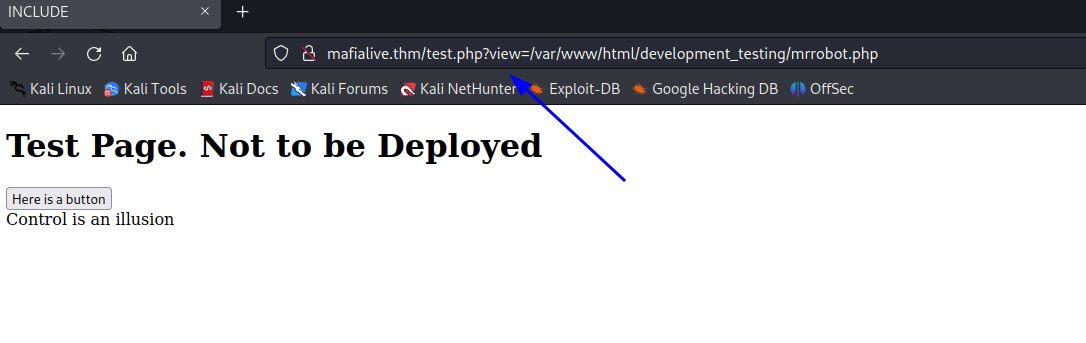 INCLUDE
mafialive.thm/test.php?view=/var/www/html/development_testing/mrrobot.php
Kali Linux Kali Tools Kali Docs Kali Forums Kali NetHunter Exploit-DB Google Hacking DB OffSec
Test Page. Not to be Deployed
Here is a button
Control is an illusion